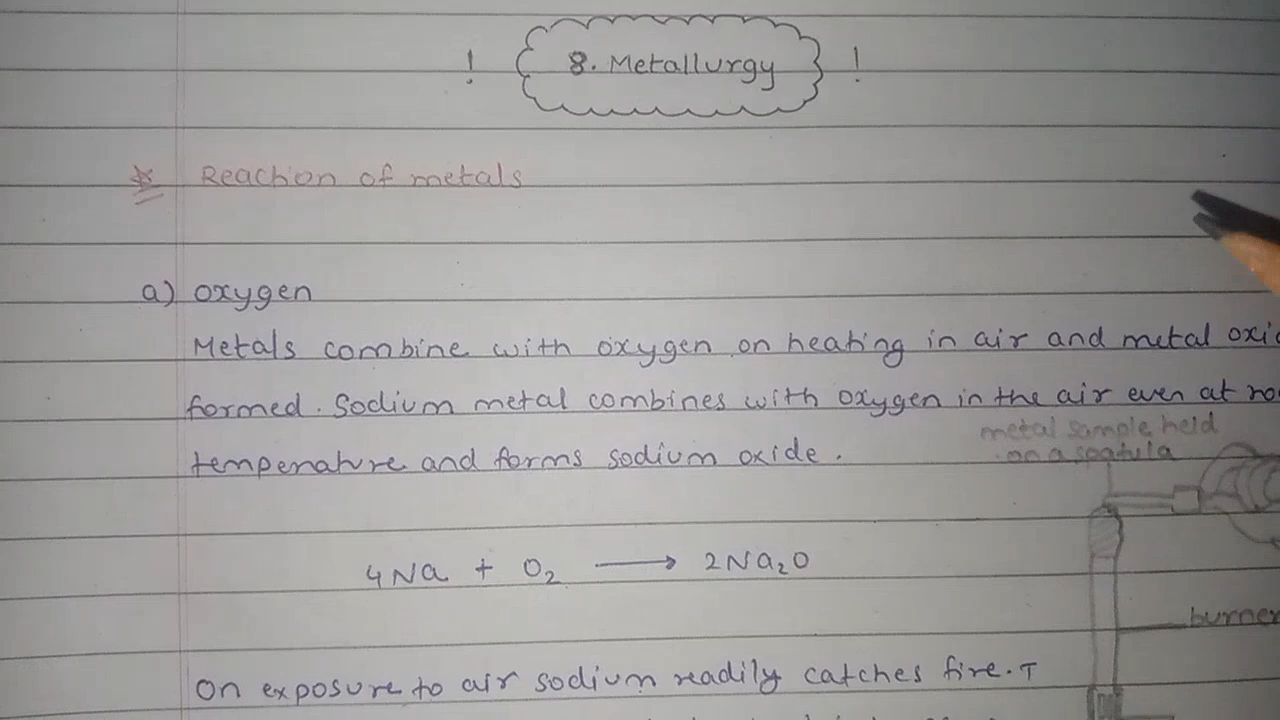 ! 8. Metallurgy !
Reaction of metals
a) oxygen
Metals combine with oxygen on heating in air and metal oxi
formed. Sodium metal combines with oxygen in the air even at ro
temperature and forms sodium oxide.
metal sample held
on a spatula
4Na + O₂ → 2Na₂O
burner
On exposure to air sodium readily catches fire. T